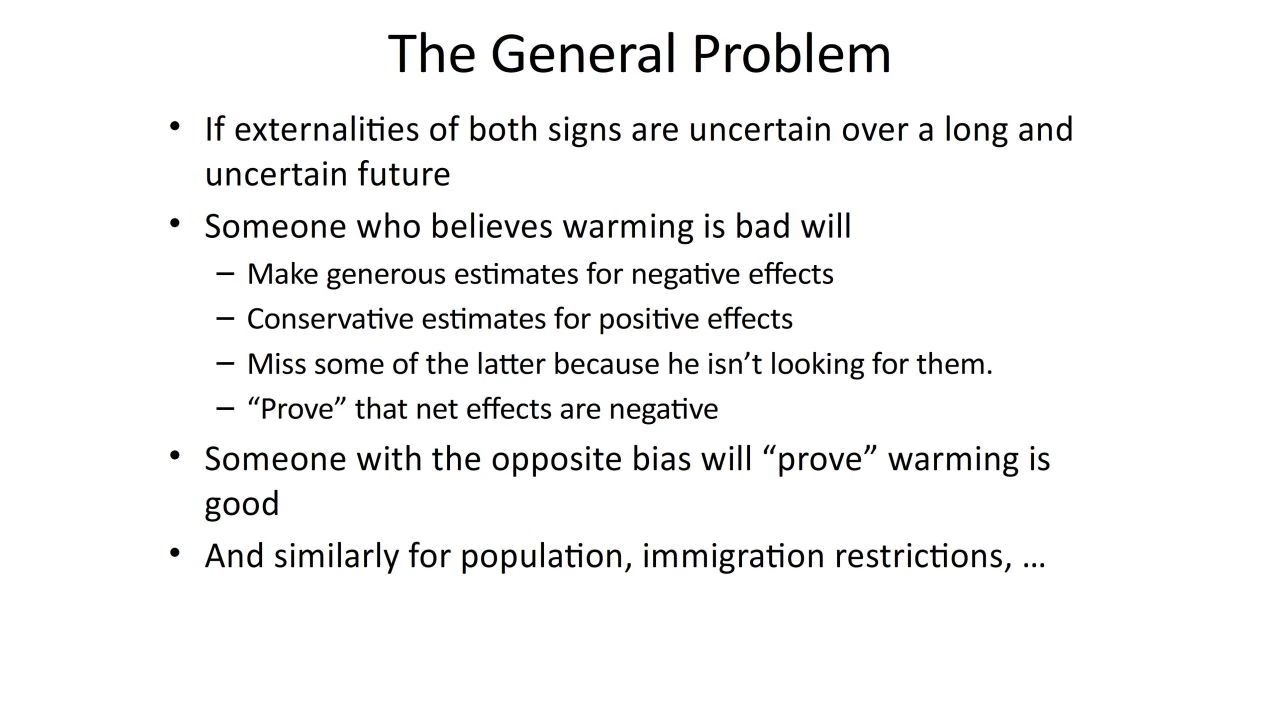 The General Problem
• If externalities of both signs are uncertain over a long and
uncertain future
• Someone who believes warming is bad will
– Make generous estimates for negative effects
– Conservative estimates for positive effects
– Miss some of the latter because he isn’t looking for them.
– “Prove” that net effects are negative
• Someone with the opposite bias will “prove” warming is
good
• And similarly for population, immigration restrictions, …